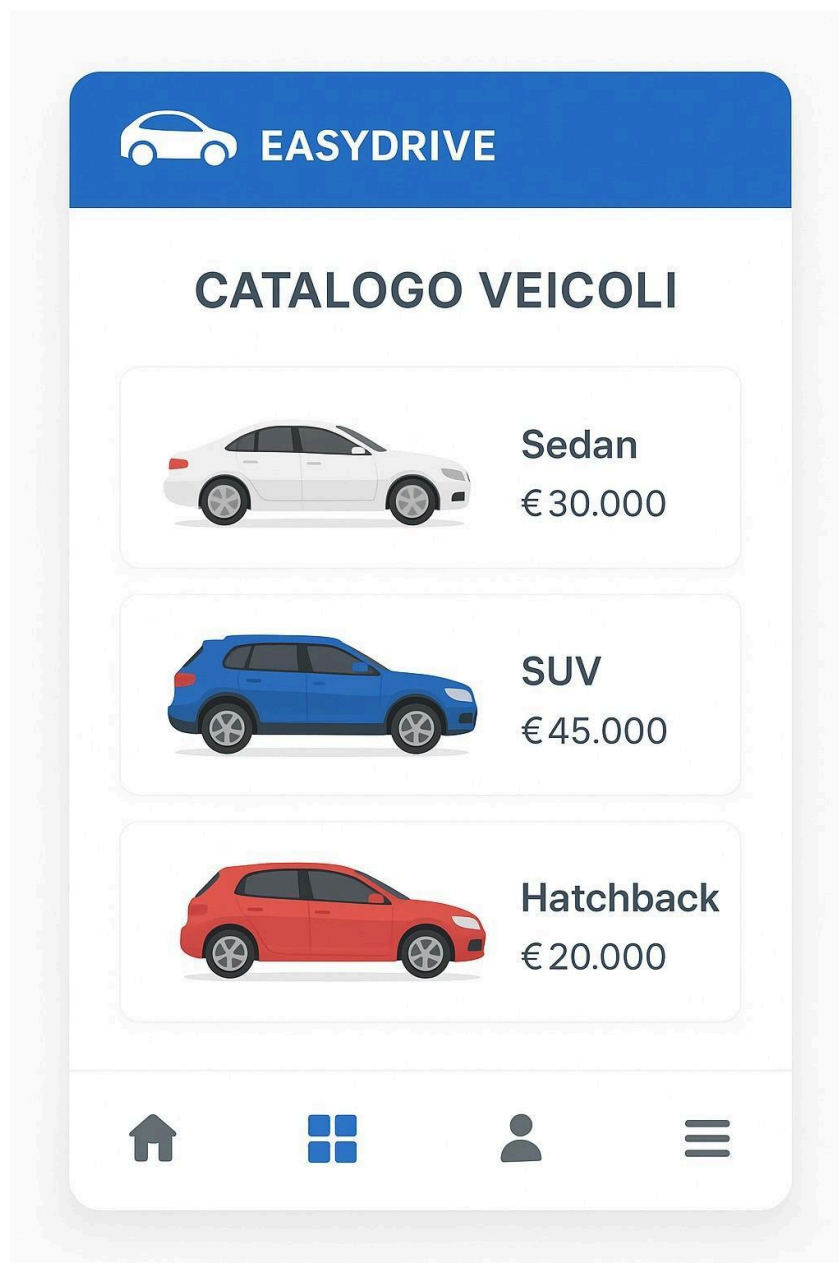 EASYDRIVE
CATALOGO VEICOLI
Sedan
€30.000
SUV
€45.000
Hatchback
€20.000